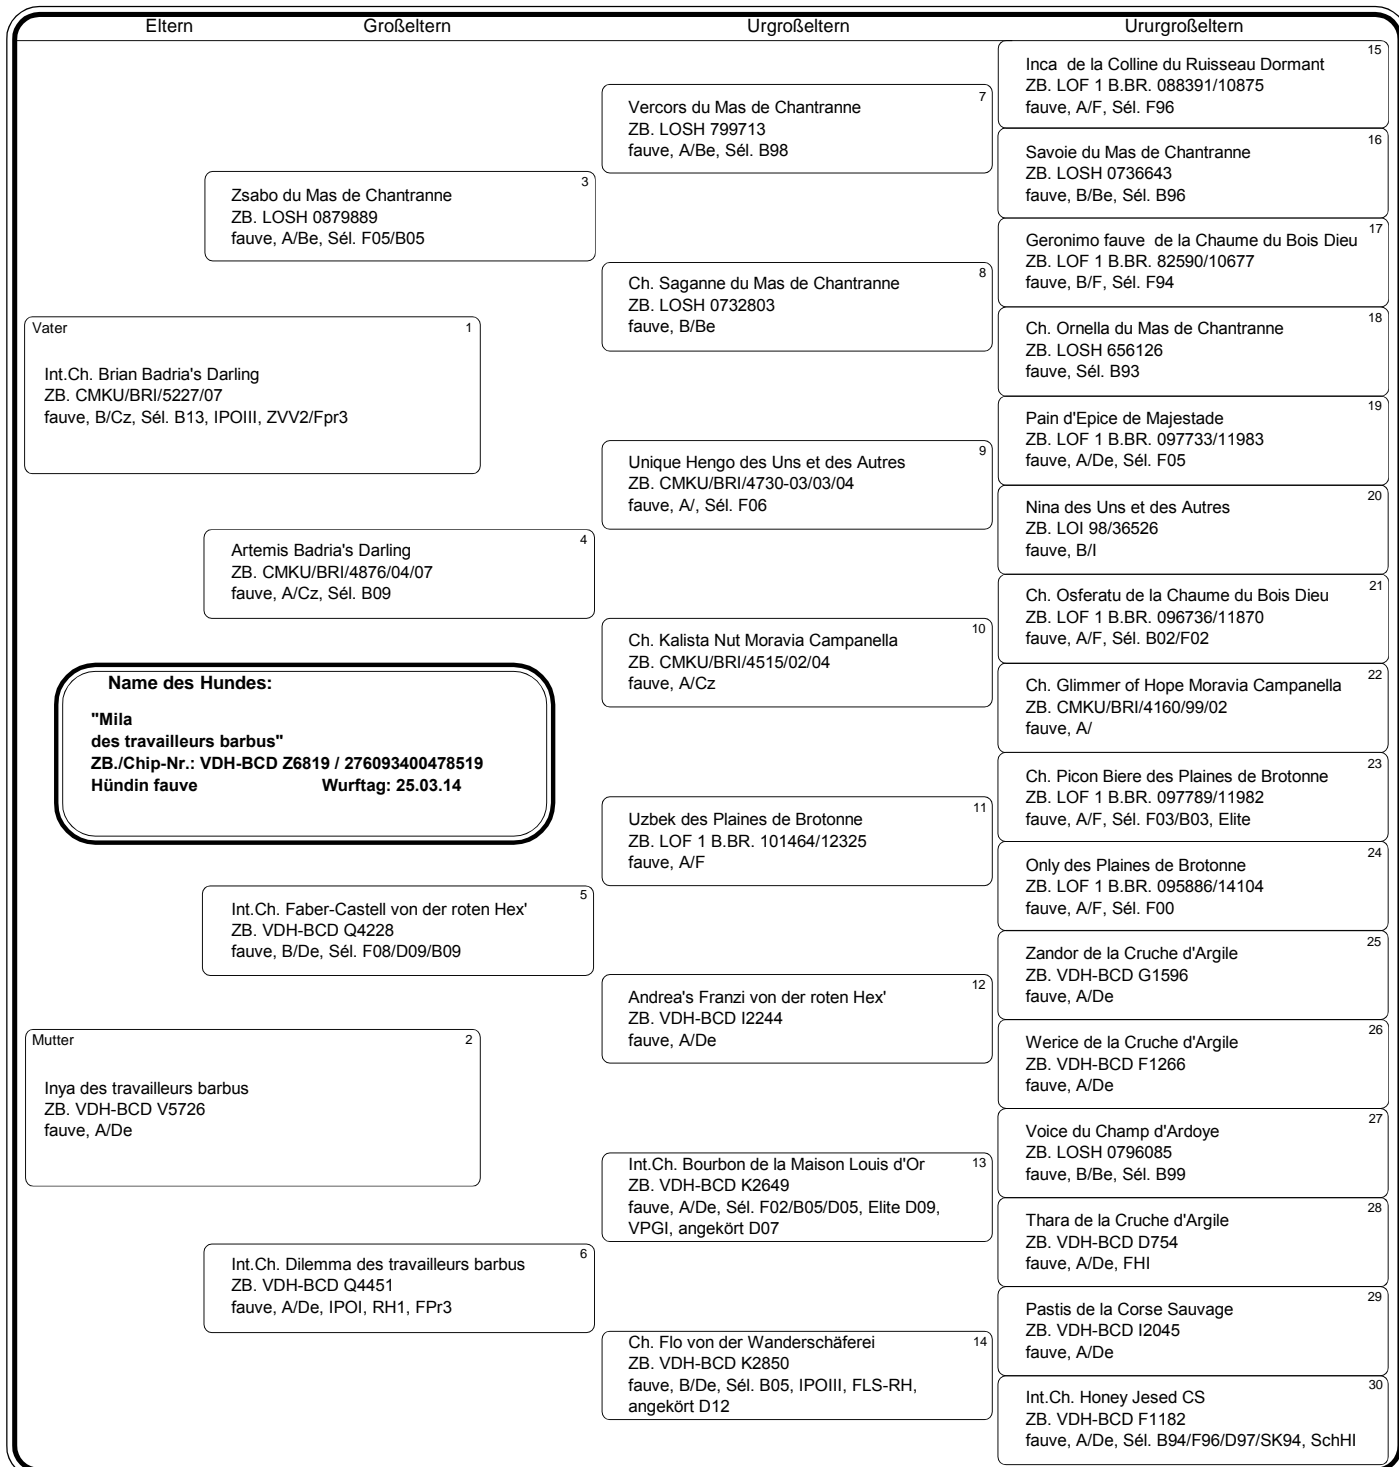 Eltern Großeltern Urgroßeltern Ururgroßeltern
Vater 1
Int.Ch. Brian Badria's Darling
ZB. CMKU/BRI/5227/07
fauve, B/Cz, Sél. B13, IPOIII, ZVV2/Fpr3
Name des Hundes:
"Mila
des travailleurs barbus"
ZB./Chip-Nr.: VDH-BCD Z6819 / 276093400478519
Hündin fauve Wurftag: 25.03.14
Mutter 2
Inya des travailleurs barbus
ZB. VDH-BCD V5726
fauve, A/De
3
Zsabo du Mas de Chantranne
ZB. LOSH 0879889
fauve, A/Be, Sél. F05/B05
4
Artemis Badria's Darling
ZB. CMKU/BRI/4876/04/07
fauve, A/Cz, Sél. B09
5
Int.Ch. Faber-Castell von der roten Hex'
ZB. VDH-BCD Q4228
fauve, B/De, Sél. F08/D09/B09
6
Int.Ch. Dilemma des travailleurs barbus
ZB. VDH-BCD Q4451
fauve, A/De, IPOI, RH1, FPr3
7
Vercors du Mas de Chantranne
ZB. LOSH 799713
fauve, A/Be, Sél. B98
8
Ch. Saganne du Mas de Chantranne
ZB. LOSH 0732803
fauve, B/Be
9
Unique Hengo des Uns et des Autres
ZB. CMKU/BRI/4730-03/03/04
fauve, A/, Sél. F06
10
Ch. Kalista Nut Moravia Campanella
ZB. CMKU/BRI/4515/02/04
fauve, A/Cz
11
Uzbek des Plaines de Brotonne
ZB. LOF 1 B.BR. 101464/12325
fauve, A/F
12
Andrea's Franzi von der roten Hex'
ZB. VDH-BCD I2244
fauve, A/De
13
Int.Ch. Bourbon de la Maison Louis d'Or
ZB. VDH-BCD K2649
fauve, A/De, Sél. F02/B05/D05, Elite D09,
VPGI, angekört D07
14
Ch. Flo von der Wanderschäferei
ZB. VDH-BCD K2850
fauve, B/De, Sél. B05, IPOIII, FLS-RH,
angekört D12
15
Inca de la Colline du Ruisseau Dormant
ZB. LOF 1 B.BR. 088391/10875
fauve, A/F, Sél. F96
16
Savoie du Mas de Chantranne
ZB. LOSH 0736643
fauve, B/Be, Sél. B96
17
Geronimo fauve de la Chaume du Bois Dieu
ZB. LOF 1 B.BR. 82590/10677
fauve, B/F, Sél. F94
18
Ch. Ornella du Mas de Chantranne
ZB. LOSH 656126
fauve, Sél. B93
19
Pain d'Epice de Majestade
ZB. LOF 1 B.BR. 097733/11983
fauve, A/De, Sél. F05
20
Nina des Uns et des Autres
ZB. LOI 98/36526
fauve, B/I
21
Ch. Osferatu de la Chaume du Bois Dieu
ZB. LOF 1 B.BR. 096736/11870
fauve, A/F, Sél. B02/F02
22
Ch. Glimmer of Hope Moravia Campanella
ZB. CMKU/BRI/4160/99/02
fauve, A/
23
Ch. Picon Biere des Plaines de Brotonne
ZB. LOF 1 B.BR. 097789/11982
fauve, A/F, Sél. F03/B03, Elite
24
Only des Plaines de Brotonne
ZB. LOF 1 B.BR. 095886/14104
fauve, A/F, Sél. F00
25
Zandor de la Cruche d'Argile
ZB. VDH-BCD G1596
fauve, A/De
26
Werice de la Cruche d'Argile
ZB. VDH-BCD F1266
fauve, A/De
27
Voice du Champ d'Ardoye
ZB. LOSH 0796085
fauve, B/Be, Sél. B99
28
Thara de la Cruche d'Argile
ZB. VDH-BCD D754
fauve, A/De, FHI
29
Pastis de la Corse Sauvage
ZB. VDH-BCD I2045
fauve, A/De
30
Int.Ch. Honey Jesed CS
ZB. VDH-BCD F1182
fauve, A/De, Sél. B94/F96/D97/SK94, SchHI